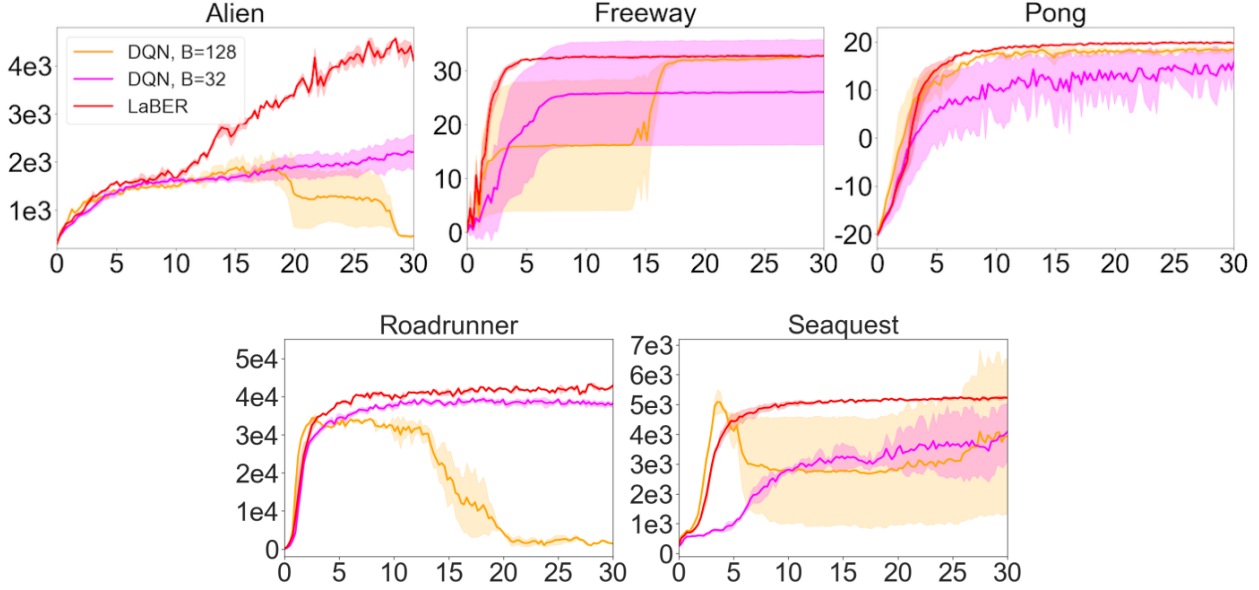 Alien
Freeway
Pong
DQN, B=128
DQN, B=32
LaBER
4e3
3e3
2e3
1e3
0 5 10 15 20 25 30
30
20
10
0
0 5 10 15 20 25 30
20
10
0
-10
-20
0 5 10 15 20 25 30
Roadrunner
Seaquest
5e4
4e4
3e4
2e4
1e4
0
0 5 10 15 20 25 30
7e3
6e3
5e3
4e3
3e3
2e3
1e3
0
0 5 10 15 20 25 30